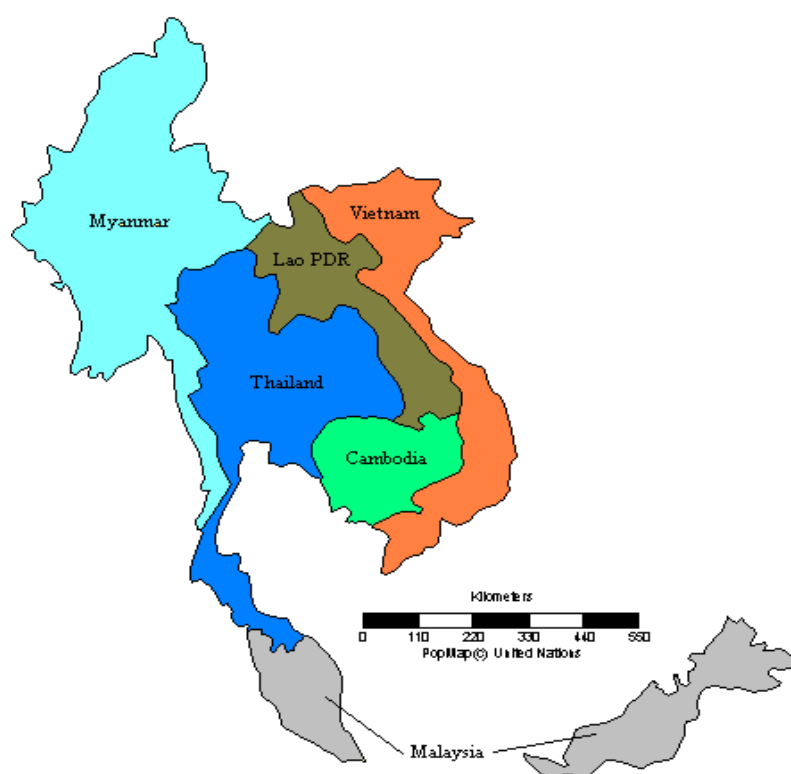 Myanmar
Vietnam
Lao PDR
Thailand
Cambodia
Kilometers
0 110 220 330 440 550
PopMap(c) United Nations
Malaysia